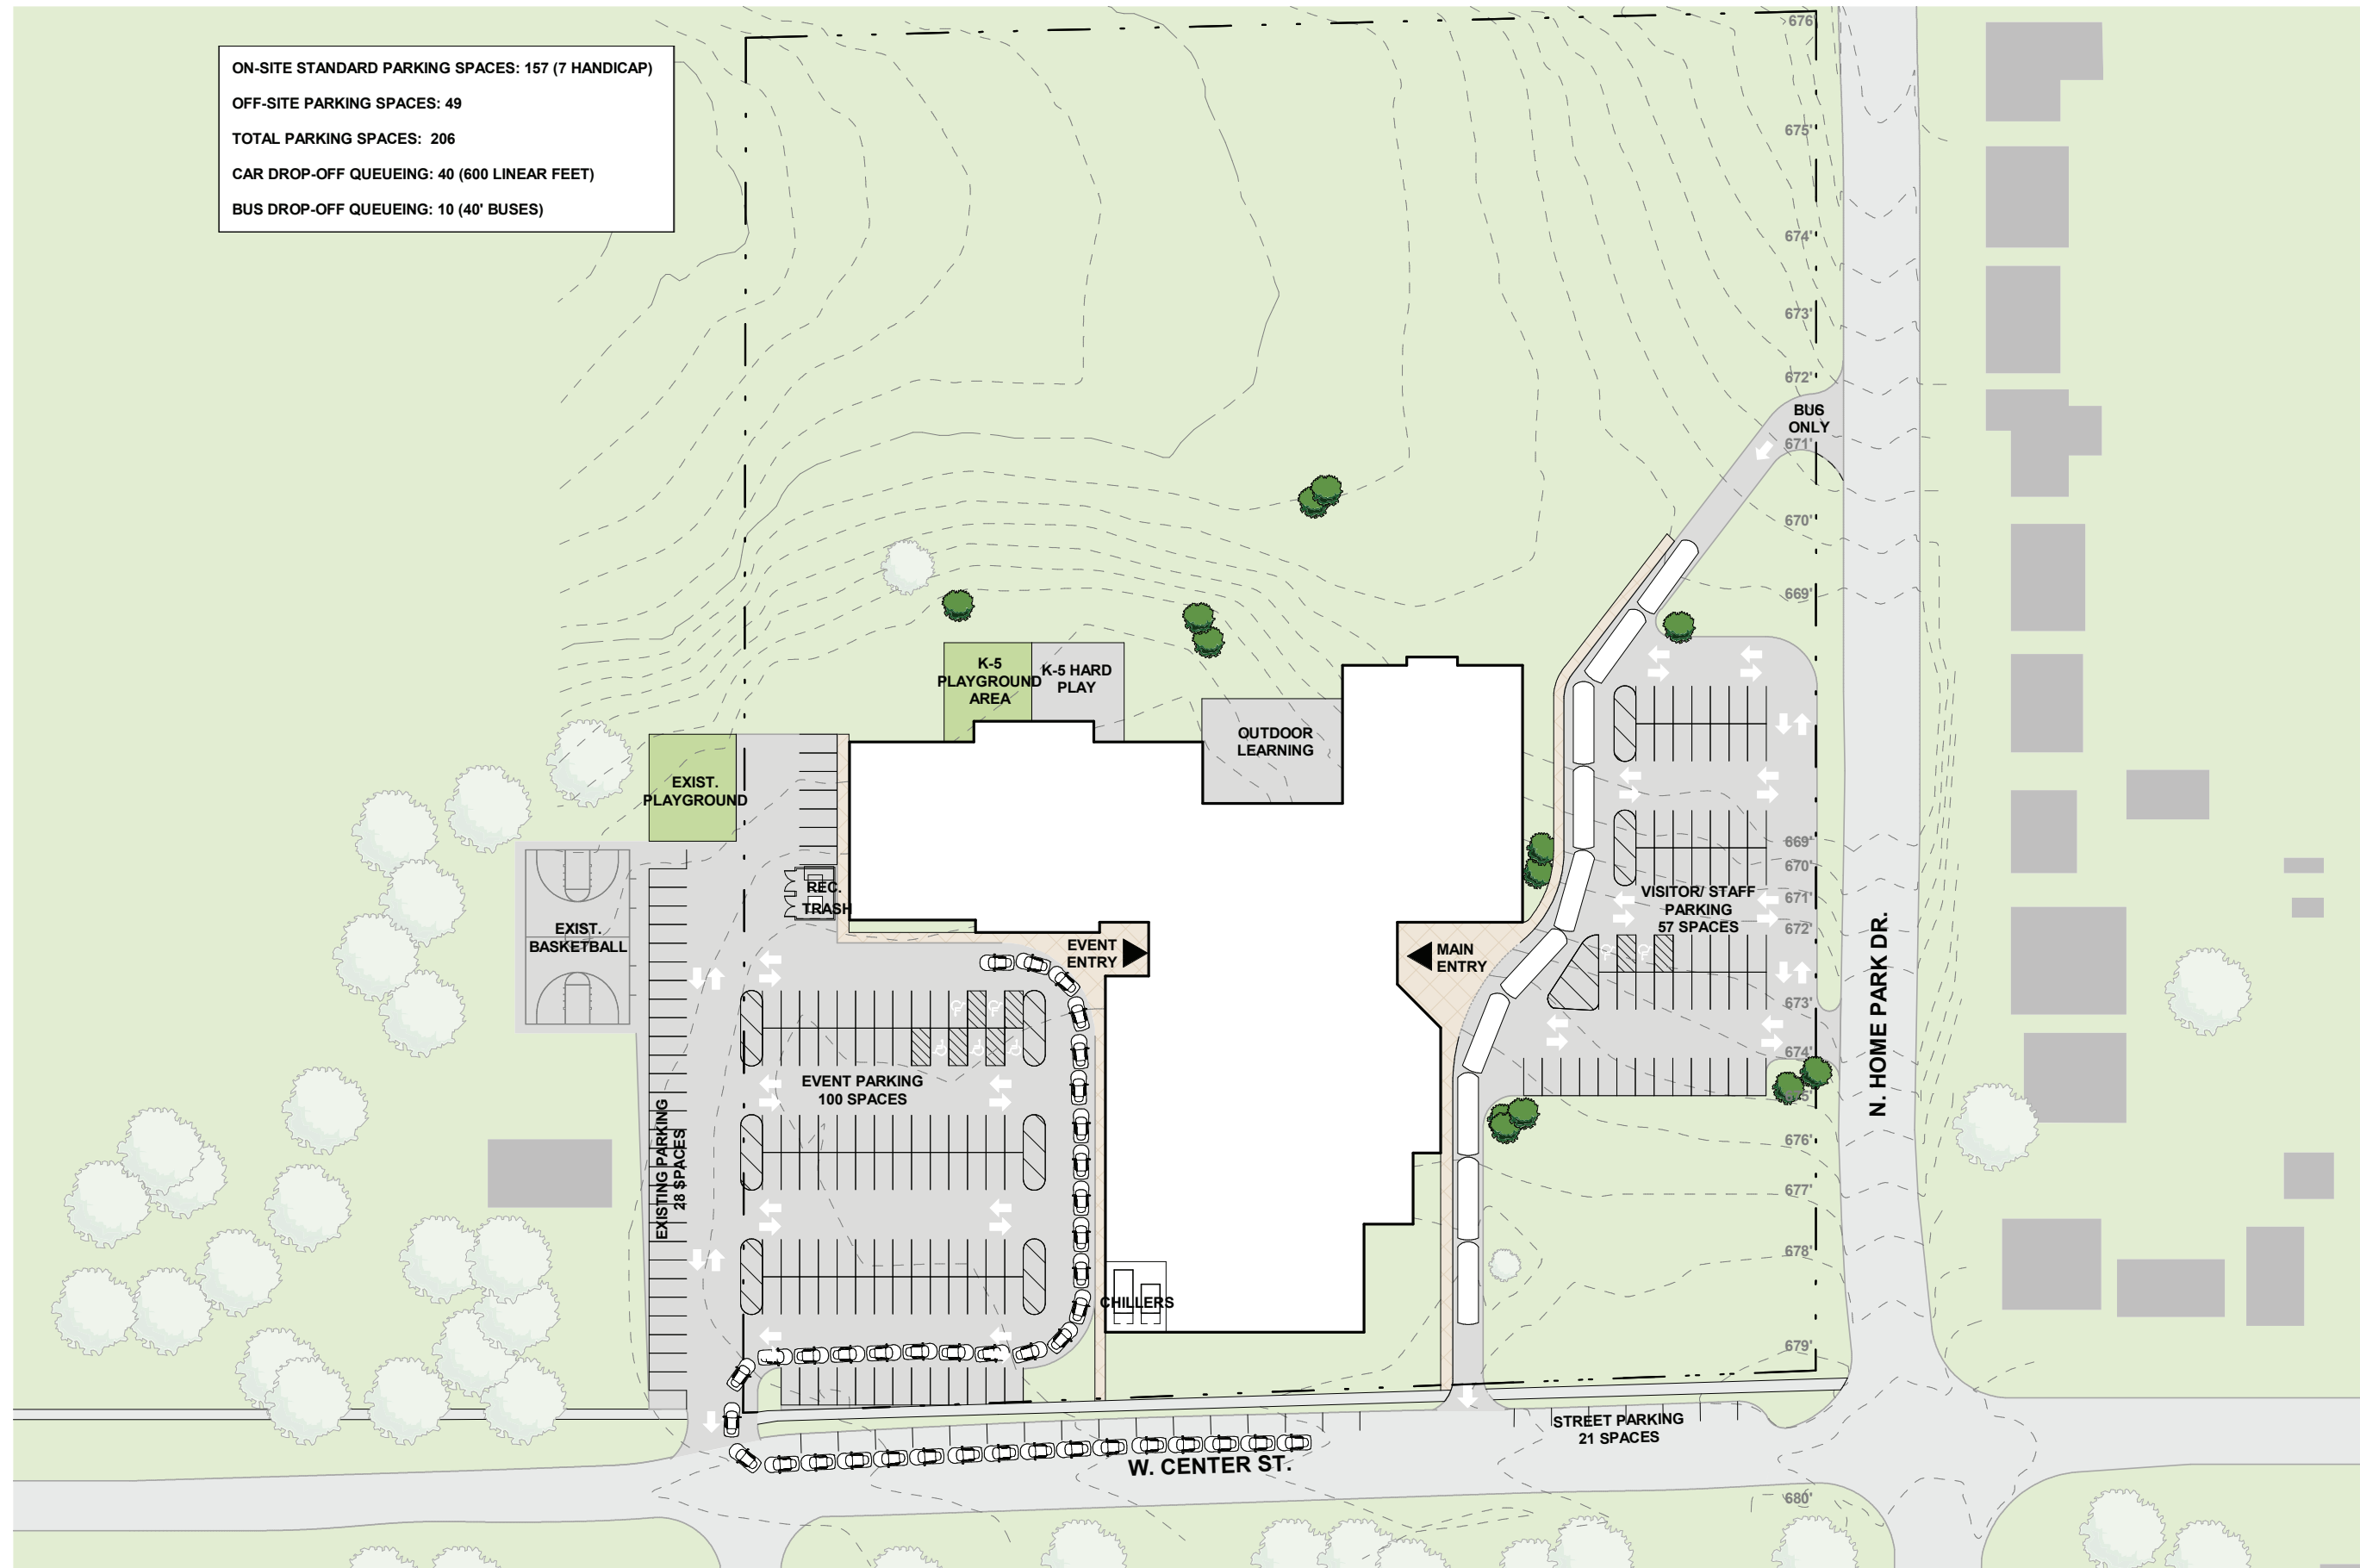 ON-SITE STANDARD PARKING SPACES: 157 (7 HANDICAP)
OFF-SITE PARKING SPACES: 49
TOTAL PARKING SPACES: 206
CAR DROP-OFF QUEUEING: 40 (600 LINEAR FEET)
BUS DROP-OFF QUEUEING: 10 (40' BUSES)
676'
675'
674'
673'
672'
BUS
ONLY
671'
670'
669'
K-5
PLAYGROUND
AREA
K-5 HARD
PLAY
OUTDOOR
LEARNING
EXIST.
PLAYGROUND
REC.
TRASH
EXIST.
BASKETBALL
EVENT
ENTRY
MAIN
ENTRY
VISITOR/ STAFF
PARKING
57 SPACES
669'
670'
671'
672'
673'
674'
676'
677'
678'
679'
N. HOME PARK DR.
EVENT PARKING
100 SPACES
EXISTING PARKING
28 SPACES
CHILLERS
STREET PARKING
21 SPACES
W. CENTER ST.
680'